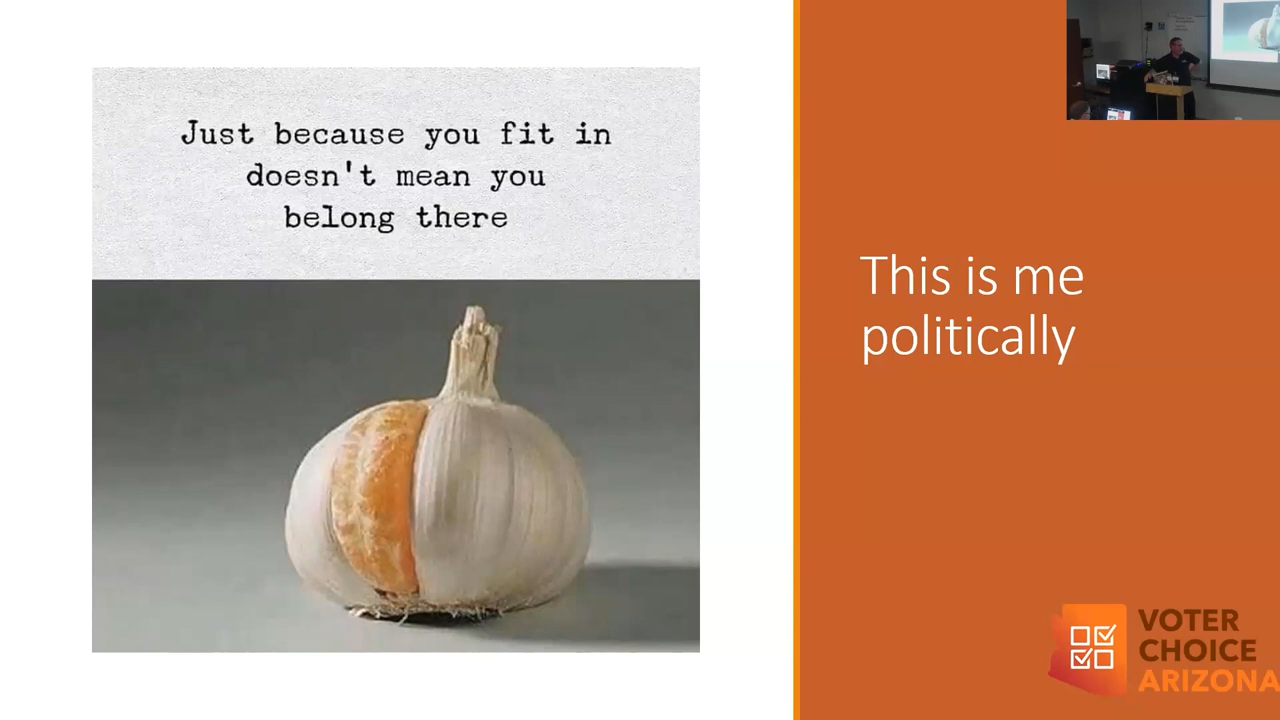 Just because you fit in
doesn't mean you
belong there
This is me
politically
VOTER
CHOICE
ARIZONA